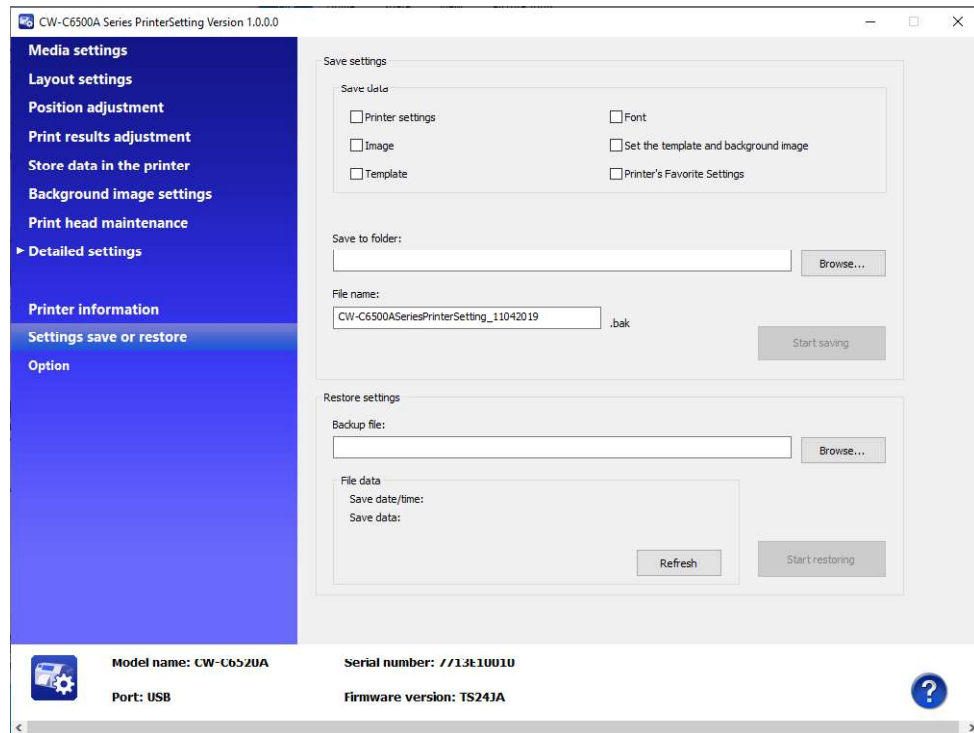 CW-C6500A Series PrinterSetting Version 1.0.0.0
Media settings
Layout settings
Position adjustment
Print results adjustment
Store data in the printer
Background image settings
Print head maintenance
Detailed settings
Printer information
Settings save or restore
Option
Save settings
Save data
Printer settings
Font
Image
Set the template and background image
Template
Printer's Favorite Settings
Save to folder:
Browse...
File name:
CW-C6500ASeriesPrinterSetting_11042019
.bak
Start saving
Restore settings
Backup file:
Browse...
File data
Save date/time:
Save data:
Refresh
Start restoring
Model name: CW-C6520A
Serial number: 7713E10010
Port: USB
Firmware version: TS24JA
?